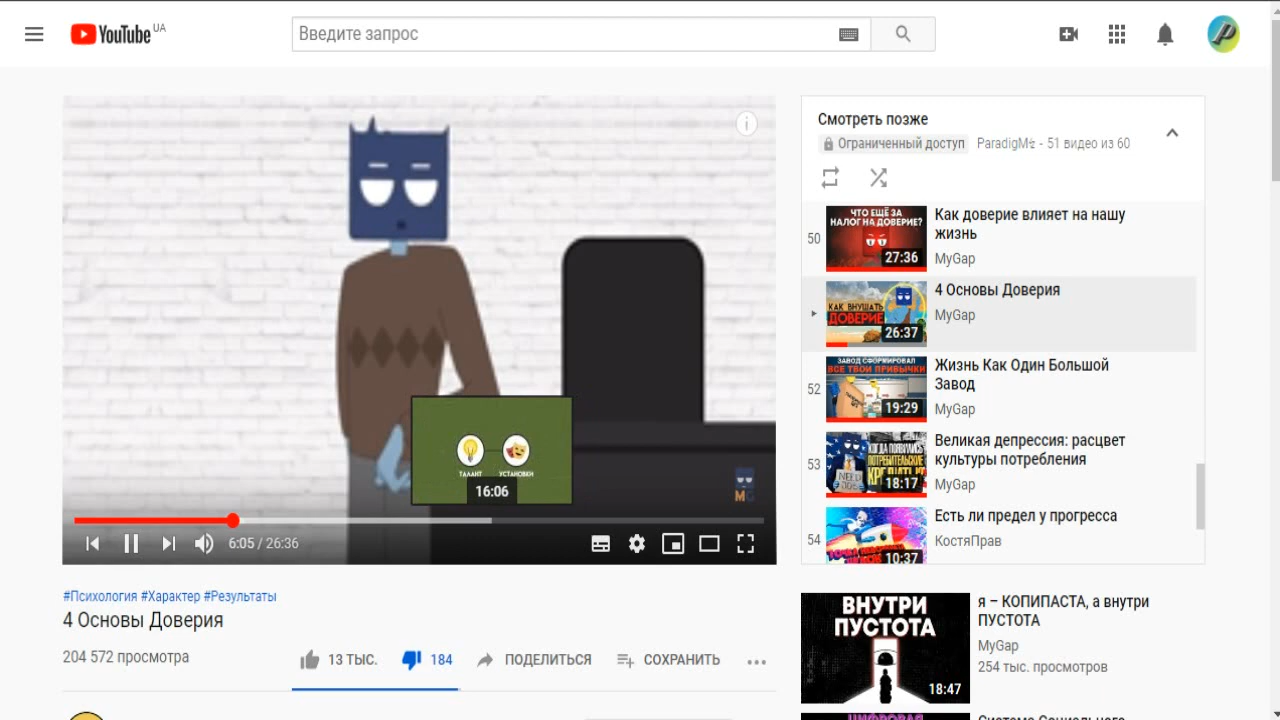 YouTube UA
Введите запрос
ТАЛАНТ УСТАНОВКИ
16:06
MG
6:05 / 26:36
#Психология #Характер #Результаты
4 Основы Доверия
204 572 просмотра
13 ТЫС.
184
ПОДЕЛИТЬСЯ
СОХРАНИТЬ
Смотреть позже
Ограниченный доступ
- 51 видео из 60
50
ЧТО ЕЩЁ ЗА
НАЛОГ НА ДОВЕРИЕ?
27:36
Как доверие влияет на нашу
жизнь
MyGap
КАК ВНУШАТЬ
ДОВЕРИЕ
26:37
4 Основы Доверия
MyGap
52
ЗАВОД СФОРМИРОВАЛ
ВСЕ ТВОИ ПРИВЫЧКИ
19:29
Жизнь Как Один Большой
Завод
MyGap
53
КОГДА ПОЯВИЛИСЬ
ПОТРЕБИТЕЛЬСКИЕ
18:17
Великая депрессия: расцвет
культуры потребления
MyGap
54
10:37
Есть ли предел у прогресса
КостяПрав
ВНУТРИ
ПУСТОТА
18:47
я – КОПИПАСТА, а внутри
ПУСТОТА
MyGap
254 тыс. просмотров